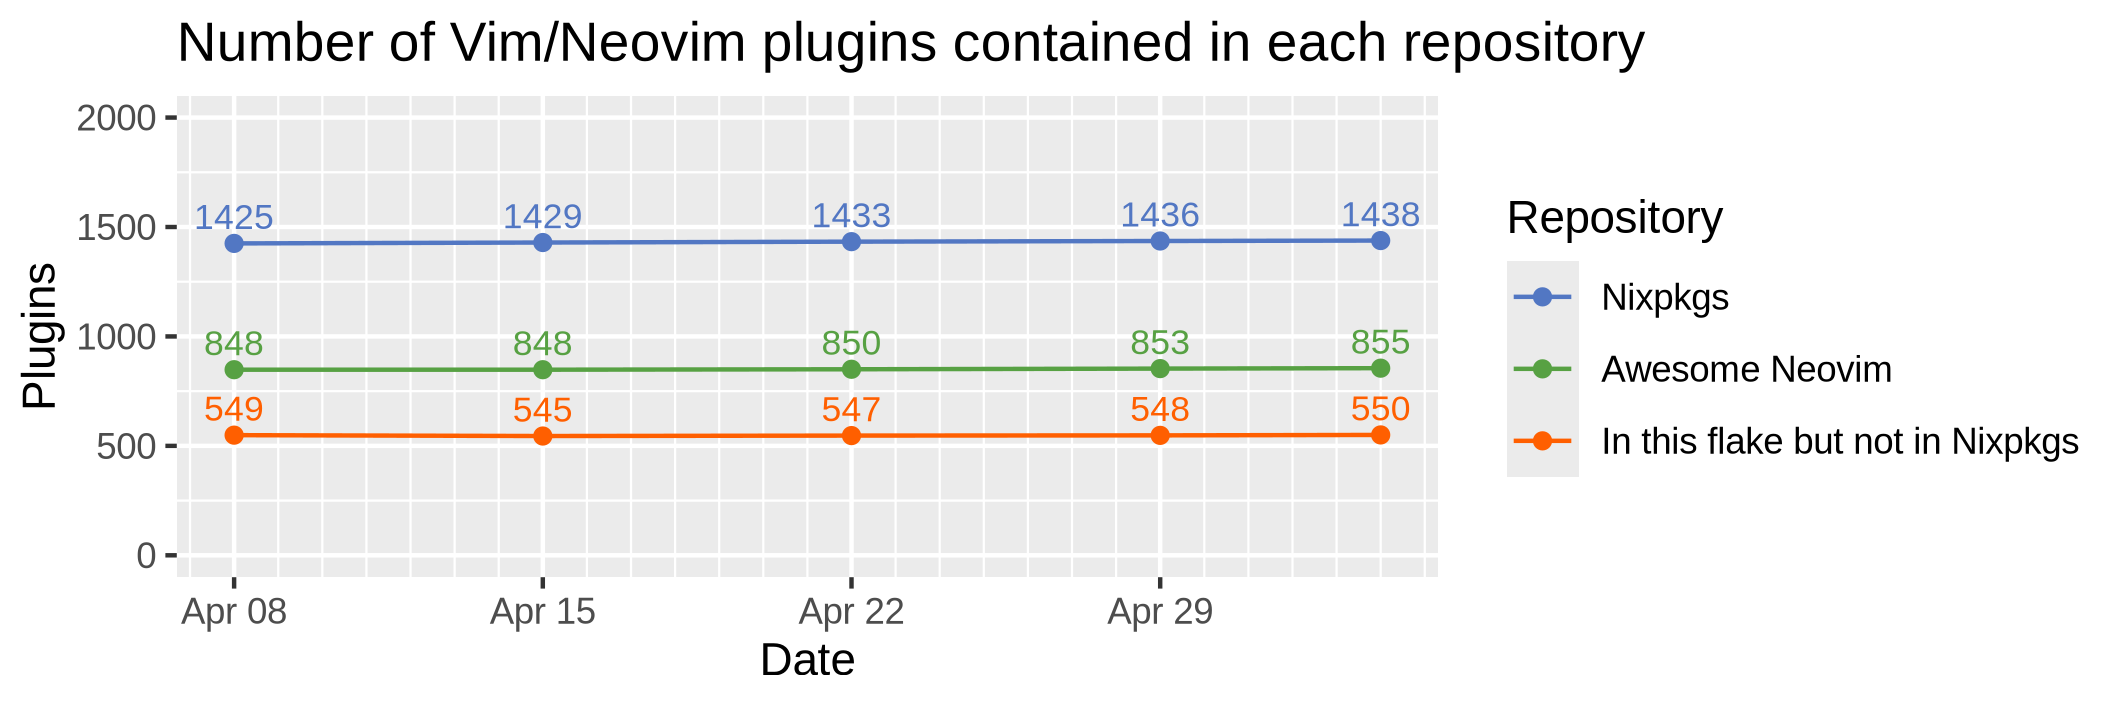 Number of Vim/Neovim plugins contained in each repository
2000
1500
1000
500
0
Plugins
1425 1429 1433 1436 1438
848 848 850 853 855
549 545 547 548 550
Apr 08 Apr 15 Apr 22 Apr 29
Date
Repository
Nixpkgs
Awesome Neovim
In this flake but not in Nixpkgs